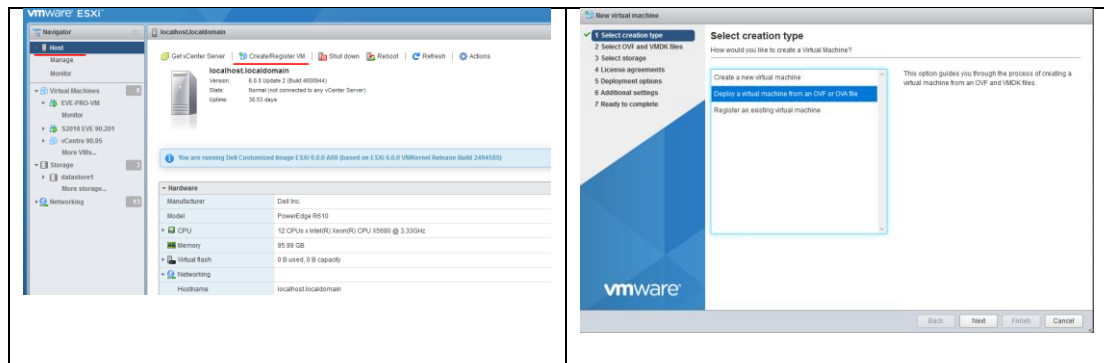 vmware ESXi
Navigator
Host
Manage
Monitor
Virtual Machines
EVE-PRO-VM
Monitor
S2016 EVE 90.201
vCentre 90.95
More VMs...
Storage
3
datastore1
More storage...
Networking
13
localhost.localdomain
Get vCenter Server | Create/Register VM | Shut down Reboot | Refresh | Actions
localhost.localdomain
Version: 6.0.0 Update 2 (Build 4600944)
State: Normal (not connected to any vCenter Server)
Uptime: 38.53 days
You are running Dell Customized Image ESXi 6.0.0 A00 (based on ESXi 6.0.0 VMKernel Release Build 2494585)
Hardware
Manufacturer Dell Inc.
Model PowerEdge R610
CPU 12 CPUs x Intel(R) Xeon(R) CPU X5680 @ 3.33GHz
Memory 95.99 GB
Virtual flash 0 B used, 0 B capacity
Networking
Hostname localhost.localdomain
New virtual machine
1 Select creation type
2 Select OVF and VMDK files
3 Select storage
4 License agreements
5 Deployment options
6 Additional settings
7 Ready to complete
vmware
Select creation type
How would you like to create a Virtual Machine?
Create a new virtual machine
Deploy a virtual machine from an OVF or OVA file
Register an existing virtual machine
This option guides you through the process of creating a
virtual machine from an OVF and VMDK files.
Back Next Finish Cancel